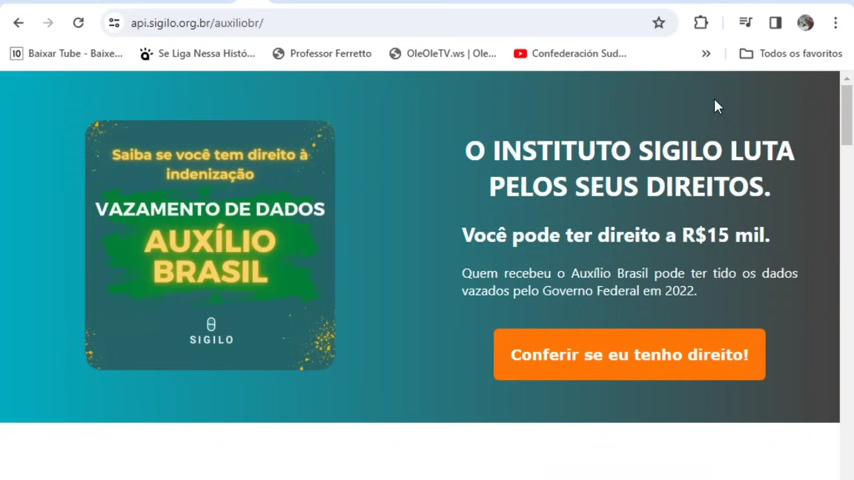 api.sigilo.org.br/auxiliobr/
10 Baixar Tube - Baixe...
Se Liga Nessa Histó...
Professor Ferretto
OleOleTV.ws | Ole...
Confederación Sud...
»
Todos os favoritos
Saiba se você tem direito à
indenização
VAZAMENTO DE DADOS
AUXÍLIO
BRASIL
SIGILO
O INSTITUTO SIGILO LUTA
PELOS SEUS DIREITOS.
Você pode ter direito a R$15 mil.
Quem recebeu o Auxílio Brasil pode ter tido os dados
vazados pelo Governo Federal em 2022.
Conferir se eu tenho direito!